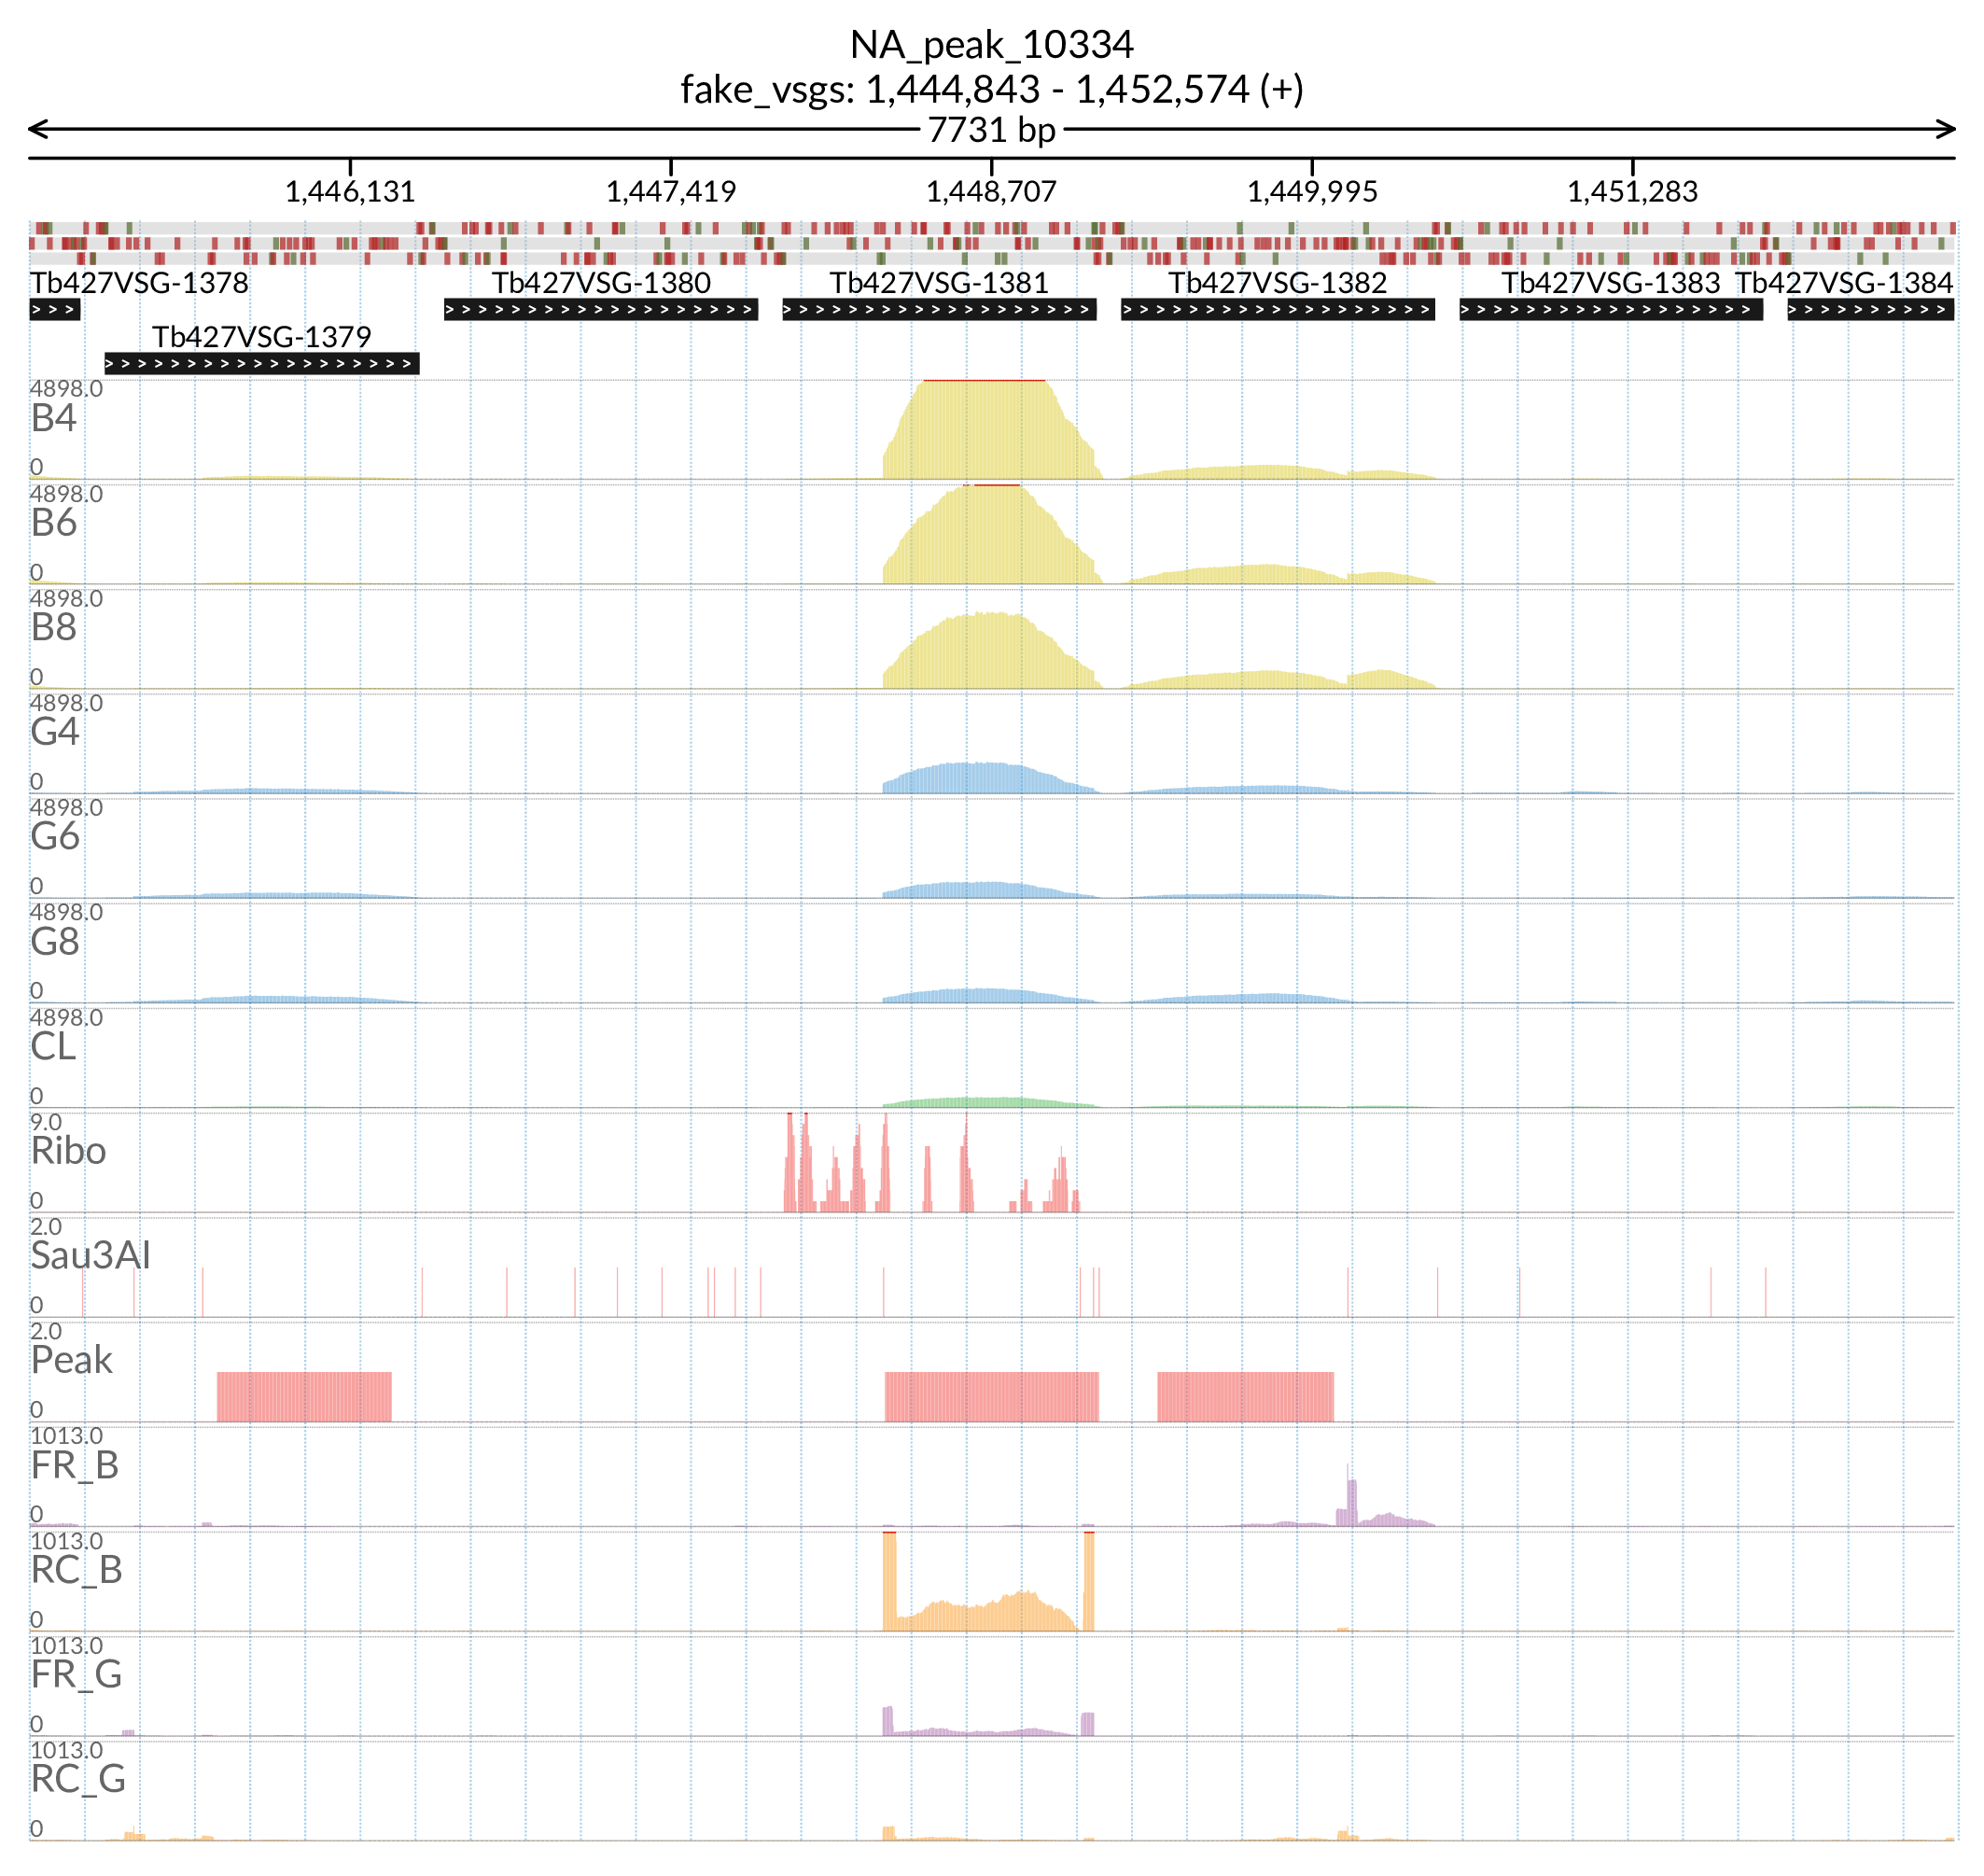 NA_peak_10334
fake_vsgs: 1,444,843 - 1,452,574 (+)
7731 bp
1,446,131 1,447,419 1,448,707 1,449,995 1,451,283
Tb427VSG-1378 Tb427VSG-1380 Tb427VSG-1381 Tb427VSG-1382 Tb427VSG-1383 Tb427VSG-1384
Tb427VSG-1379
4898.0
B4
0
4898.0
B6
0
4898.0
B8
0
4898.0
G4
0
4898.0
G6
0
4898.0
G8
0
4898.0
CL
0
9.0
Ribo
0
2.0
Sau3AI
0
2.0
Peak
0
1013.0
FR_B
0
1013.0
RC_B
0
1013.0
FR_G
0
1013.0
RC_G
0